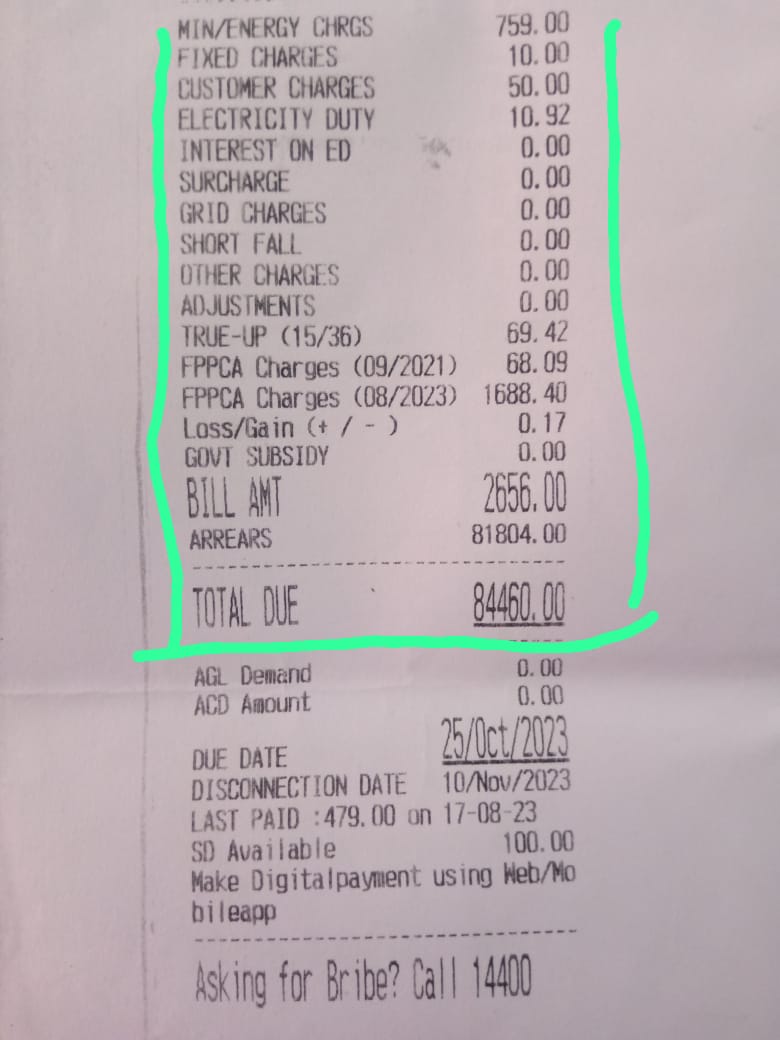 MIN/ENERGY CHRGS 759.00
FIXED CHARGES 10.00
CUSTOMER CHARGES 50.00
ELECTRICITY DUTY 10.92
INTEREST ON ED 0.00
SURCHARGE 0.00
GRID CHARGES 0.00
SHORT FALL 0.00
OTHER CHARGES 0.00
ADJUSTMENTS 0.00
TRUE-UP (15/36) 69.42
FPPCA Charges (09/2021) 68.09
FPPCA Charges (08/2023) 1688.40
Loss/Gain (+ / - ) 0.17
GOVT SUBSIDY 0.00
BILL AMT 2656.00
ARREARS 81804.00
TOTAL DUE 84460.00
AGL Demand 0.00
ACD Amount 0.00
DUE DATE 25/Oct/2023
DISCONNECTION DATE 10/Nov/2023
LAST PAID :479.00 on 17-08-23
SD Available 100.00
Make Digitalpayment using Web/Mo
bileapp
Asking for Bribe? Call 14400